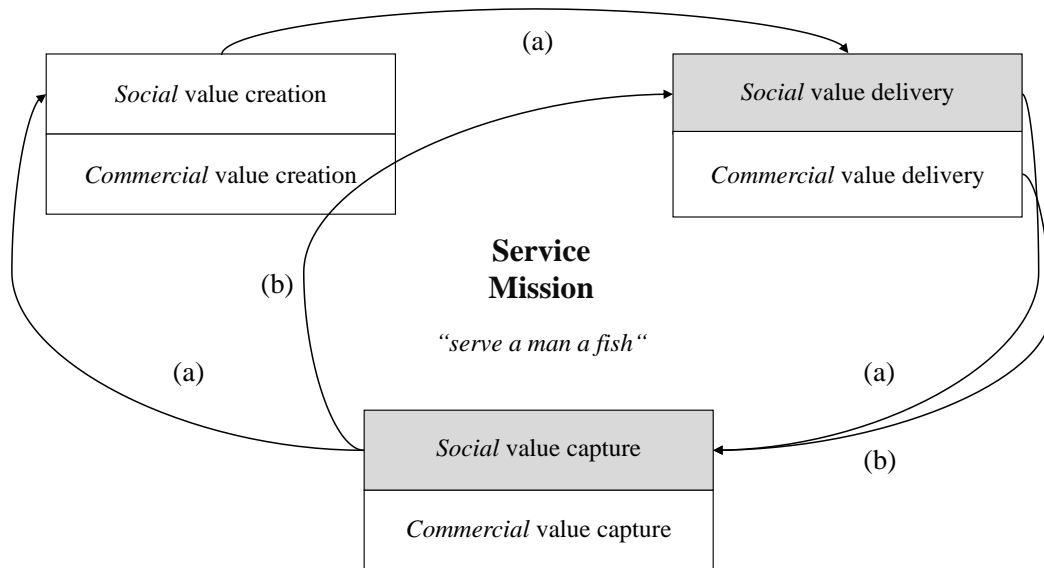 (a)
Social value creation
Social value delivery
Commercial value creation
Commercial value delivery
Service
Mission
(b)
“serve a man a fish“
(a)
(a)
Social value capture
(b)
Commercial value capture